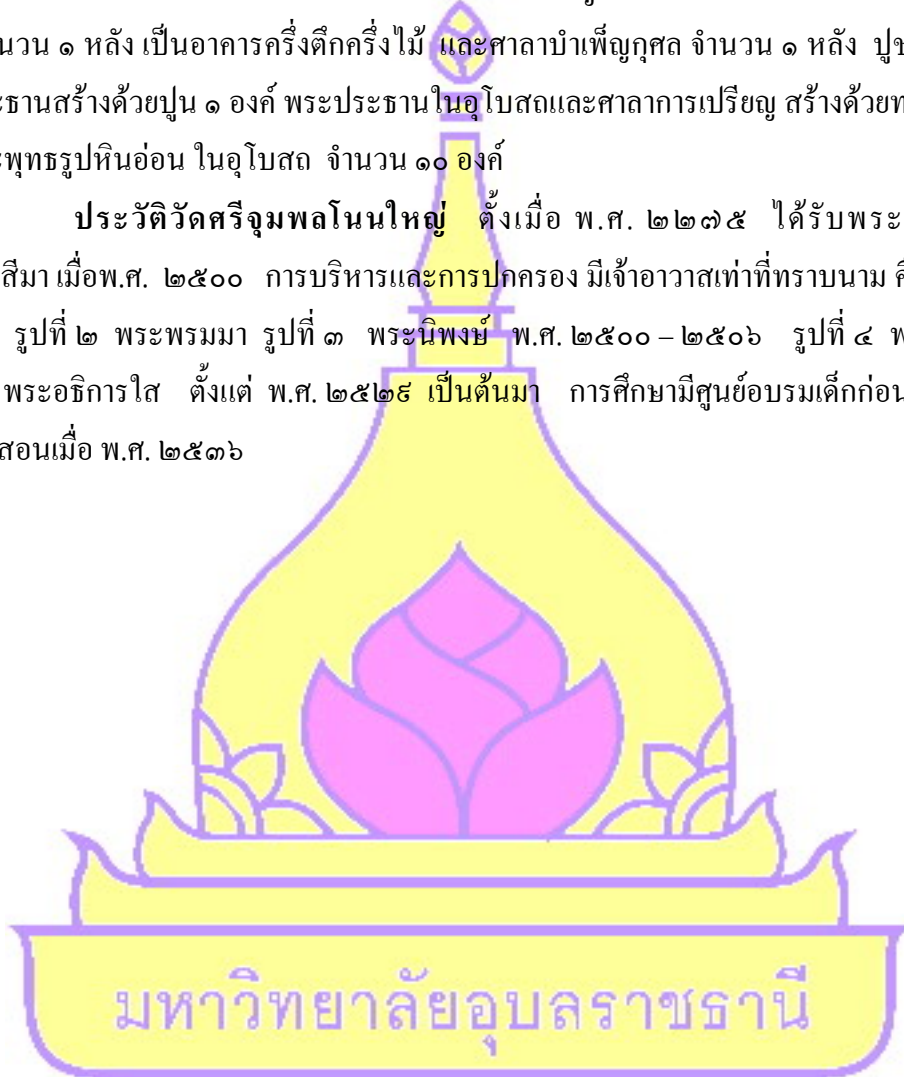 นวน ๑ หลัง เป็นอาคารครึ่งตึกครึ่งไม้ และศาลาบำเพ็ญกุศล จำนวน ๑ หลัง
ธานสร้างด้วยปูน ๑ องค์ พระประธานในอุโบสถและศาลาการเปรียญ สร้างด้วย
พุทธรูปหินอ่อน ในอุโบสถ จำนวน ๑๐ องค์
ประวัติวัดศรีจุมพลโนนใหญ่ ตั้งเมื่อ พ.ศ. ๒๒๗๕ ได้รับพระ
สีมา เมื่อพ.ศ. ๒๕๐๐ การบริหารและการปกครอง มีเจ้าอาวาสเท่าที่ทราบนาม
รูปที่ ๒ พระพรมมา รูปที่ ๓ พระนิพงษ์ พ.ศ. ๒๕๐๐ – ๒๕๐๖ รูปที่ ๔
พระอธิการใส ตั้งแต่ พ.ศ. ๒๕๒๙ เป็นต้นมา การศึกษามีศูนย์อบรมเด็กก่อน
สอนเมื่อ พ.ศ. ๒๕๓๖
มหาวิทยาลัยอุบลราชธานี